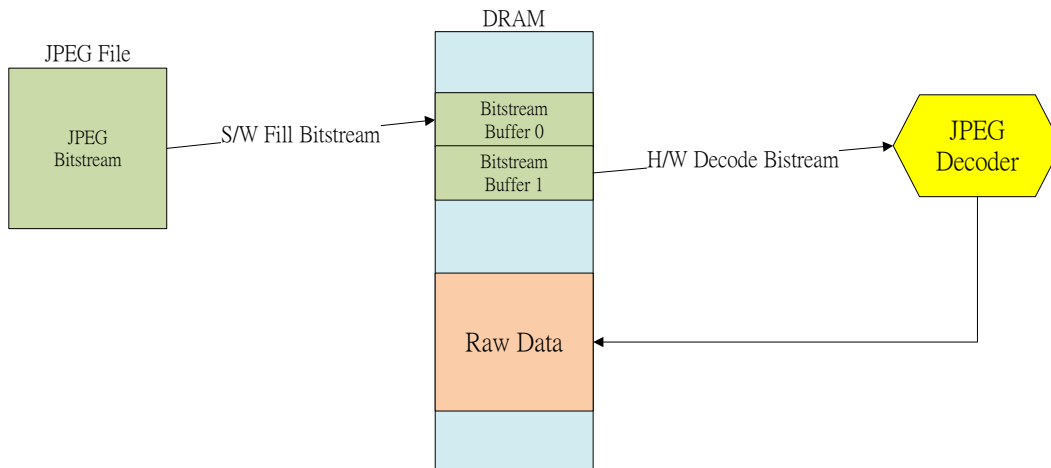 DRAM
JPEG File
JPEG
Bitstream
S/W Fill Bitstream
Bitstream
Buffer 0
Bitstream
Buffer 1
H/W Decode Bistream
JPEG
Decoder
Raw Data